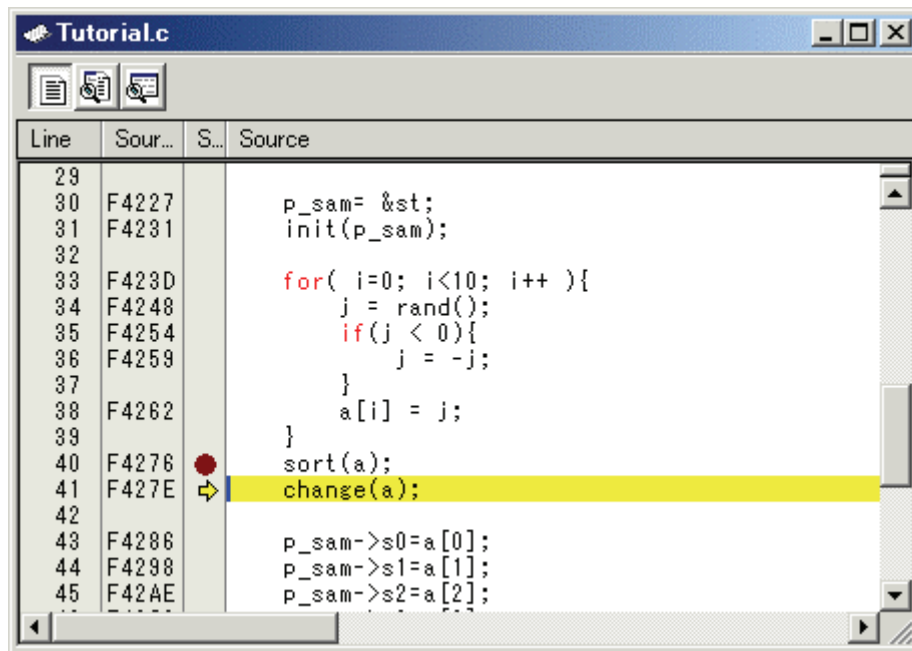 Tutorial.c
Line Sour... S... Source
29
30 F4227 p_sam= &st;
31 F4231 init(p_sam);
32
33 F423D for( i=0; i<10; i++ ){
34 F4248 j = rand();
35 F4254 if(j < 0){
36 F4259 j = -j;
37 }
38 F4262 a[i] = j;
39 }
40 F4276 sort(a);
41 F427E change(a);
42
43 F4286 p_sam->s0=a[0];
44 F4298 p_sam->s1=a[1];
45 F42AE p_sam->s2=a[2];